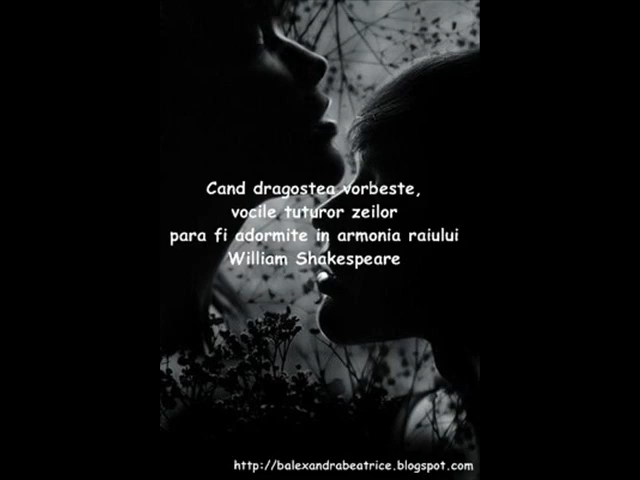 Cand dragostea vorbeste,
vocile tuturor zeilor
para fi adormite in armonia raiului
William Shakespeare
http://balexandrabeatrice.blogspot.com